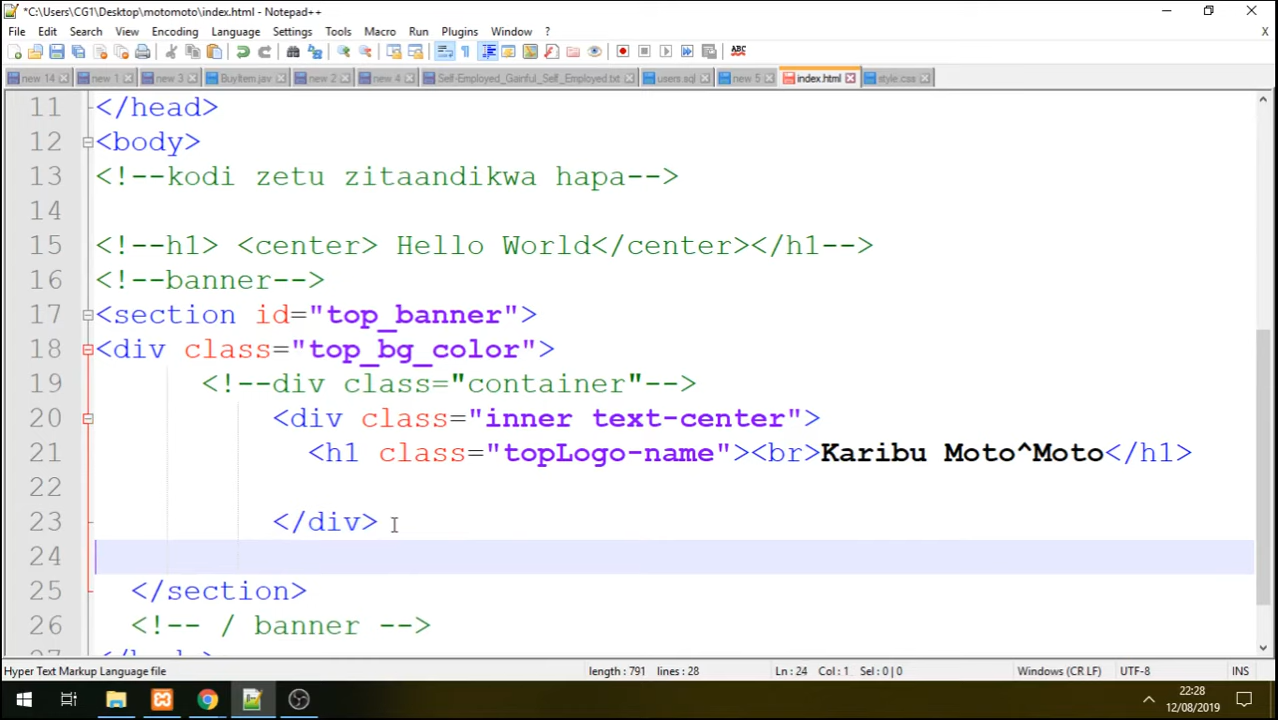 *C:\Users\CG1\Desktop\motomoto\index.html - Notepad++
File Edit Search View Encoding Language Settings Tools Macro Run Plugins Window ? X
new 14 new 1 new 3 BuyItem.jav new 2 new 4 Self-Employed_Gainful_Self_Employed.txt users.sql new 5 index.html style.css
11 </head>
12 <body>
13 <!--kodi zetu zitaandikwa hapa-->
14
15 <!--h1> <center> Hello World</center></h1-->
16 <!--banner-->
17 <section id="top_banner">
18 <div class="top_bg_color">
19 <!--div class="container"-->
20 <div class="inner text-center">
21 <h1 class="topLogo-name"><br>Karibu Moto^Moto</h1>
22
23 </div>
24
25 </section>
26 <!-- / banner -->
Hyper Text Markup Language file length : 791 lines : 28 Ln : 24 Col : 1 Sel : 0 | 0 Windows (CR LF) UTF-8 INS
22:28
12/08/2019